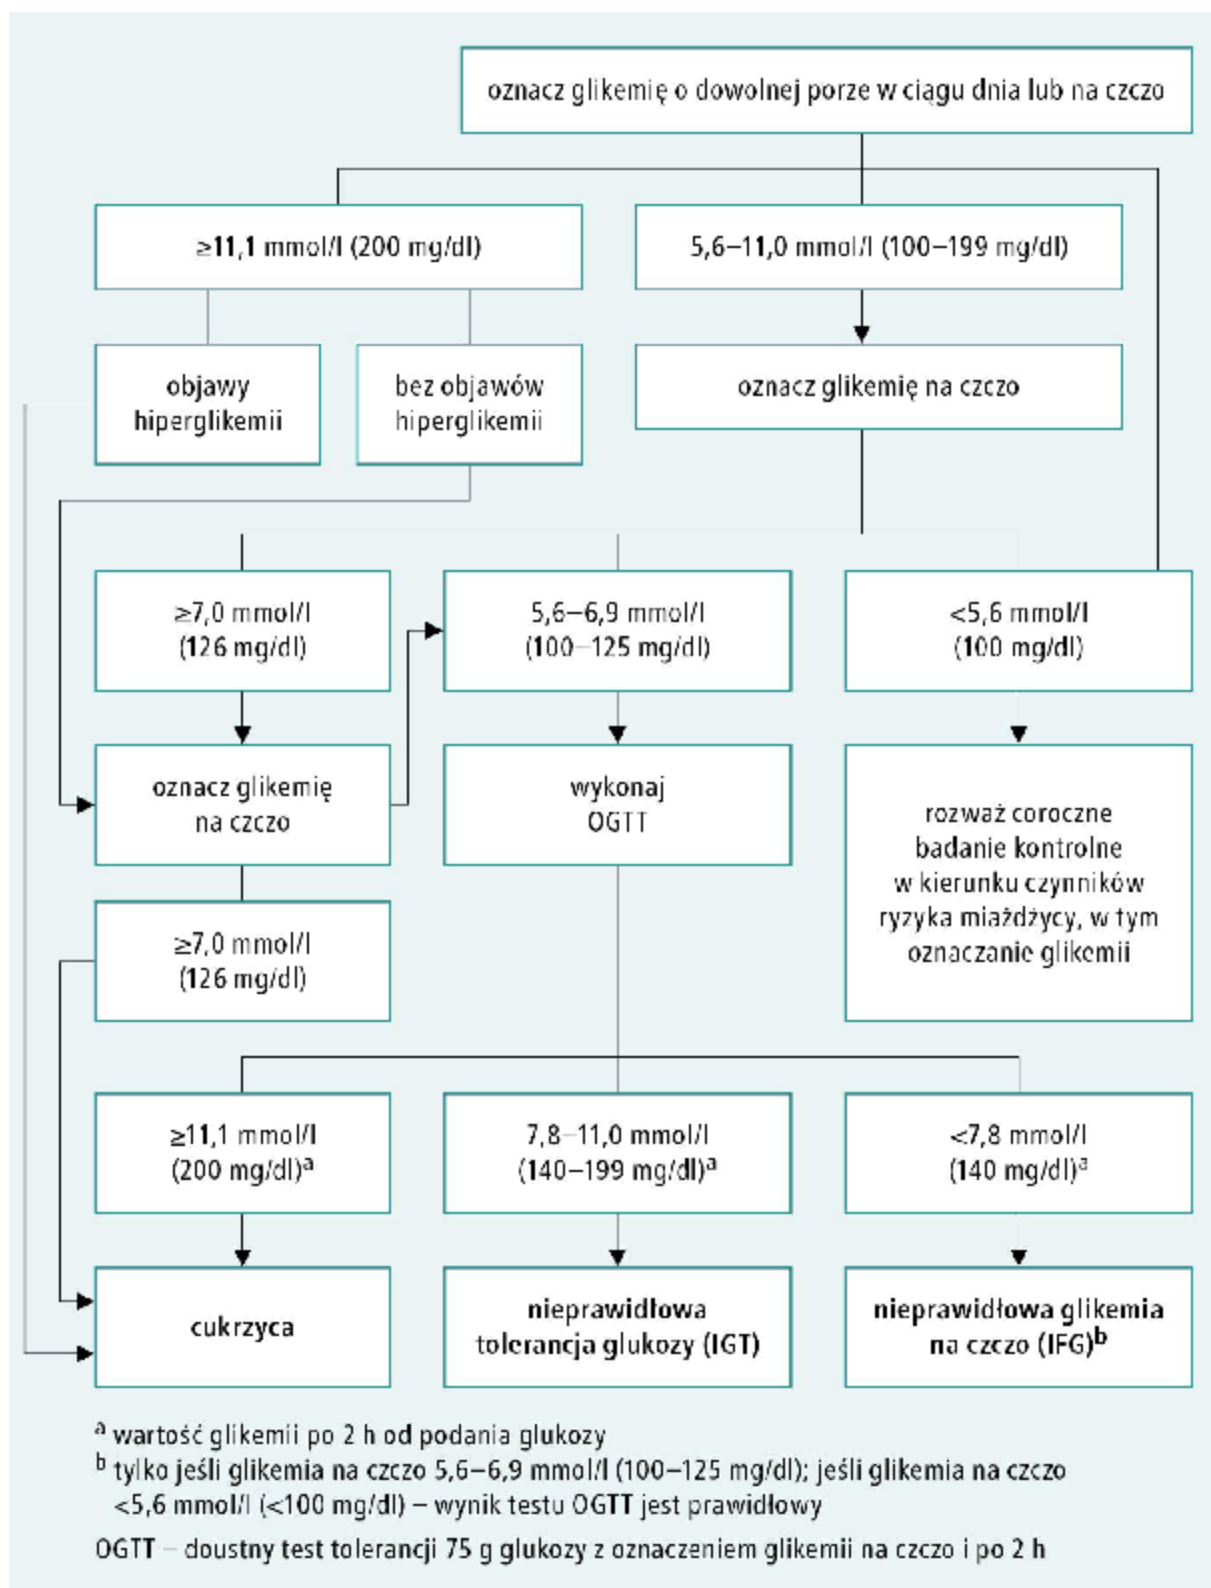 oznacz glikemię o dowolnej porze w ciągu dnia lub na czczo
≥11,1 mmol/l (200 mg/dl)
5,6–11,0 mmol/l (100–199 mg/dl)
objawy
hiperglikemii
bez objawów
hiperglikemii
oznacz glikemię na czczo
≥7,0 mmol/l
(126 mg/dl)
5,6–6,9 mmol/l
(100–125 mg/dl)
<5,6 mmol/l
(100 mg/dl)
oznacz glikemię
na czczo
wykonaj
OGTT
rozważ coroczne
badanie kontrolne
w kierunku czynników
ryzyka miażdżycy, w tym
oznaczanie glikemii
≥7,0 mmol/l
(126 mg/dl)
≥11,1 mmol/l
(200 mg/dl)a
7,8–11,0 mmol/l
(140–199 mg/dl)a
<7,8 mmol/l
(140 mg/dl)a
cukrzyca
nieprawidłowa
tolerancja glukozy (IGT)
nieprawidłowa glikemia
na czczo (IFG)b
a wartość glikemii po 2 h od podania glukozy
b tylko jeśli glikemia na czczo 5,6–6,9 mmol/l (100–125 mg/dl); jeśli glikemia na czczo
<5,6 mmol/l (<100 mg/dl) – wynik testu OGTT jest prawidłowy
OGTT – doustny test tolerancji 75 g glukozy z oznaczeniem glikemii na czczo i po 2 h